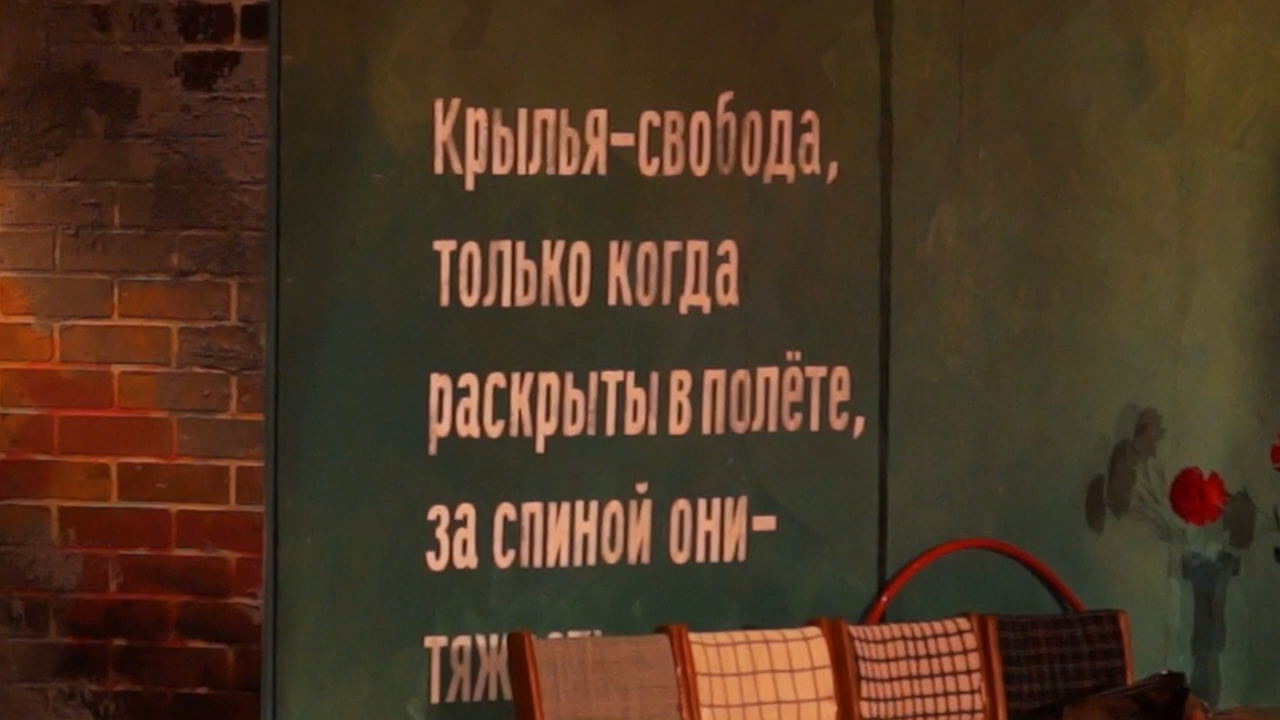 Крылья-свобода,
только когда
раскрыты в полёте,
за спиной они-